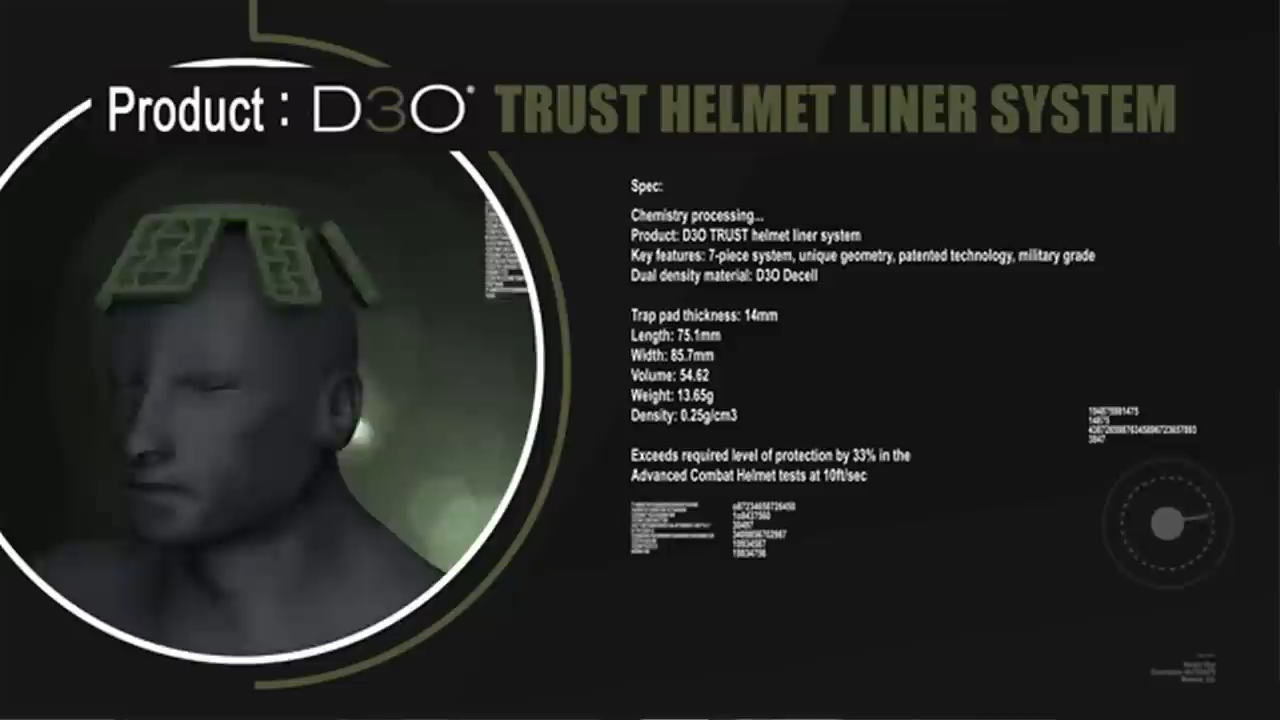 Product : D3O® TRUST HELMET LINER SYSTEM
Spec:
Chemistry processing...
Product: D3O TRUST helmet liner system
Key features: 7-piece system, unique geometry, patented technology, military grade
Dual density material: D3O Decell
Trap pad thickness: 14mm
Length: 75.1mm
Width: 85.7mm
Volume: 54.62
Weight: 13.65g
Density: 0.25g/cm3
Exceeds required level of protection by 33% in the
Advanced Combat Helmet tests at 10ft/sec
14875
3847